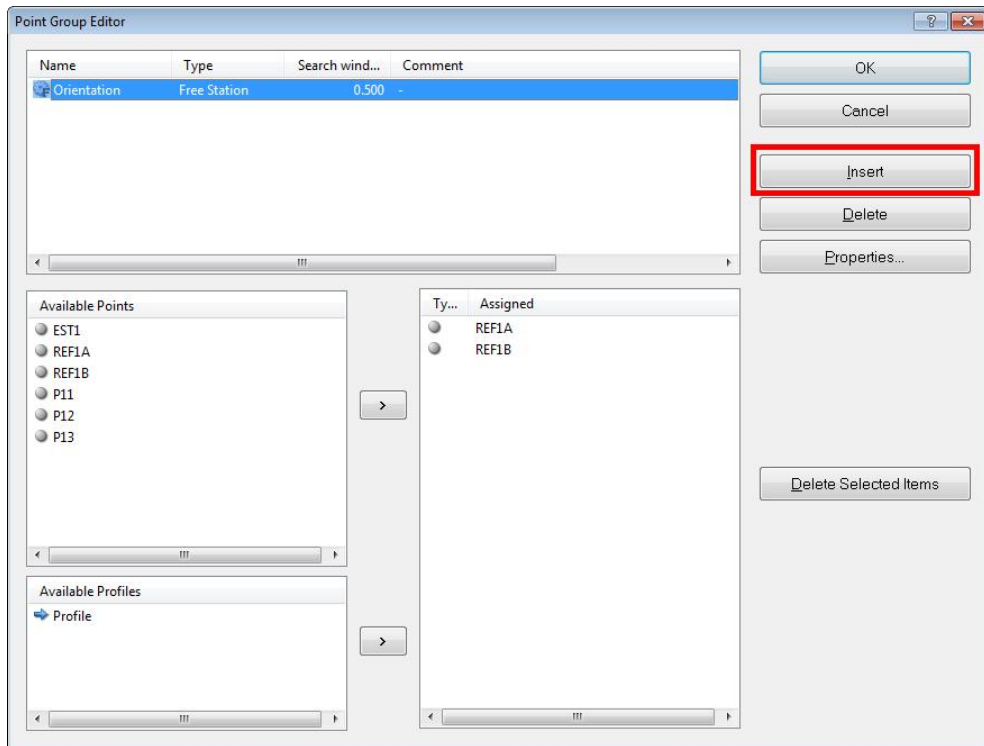 Point Group Editor
Name Type Search wind... Comment
Orientation Free Station 0.500 -
OK
Cancel
Insert
Delete
Properties...
Available Points
EST1
REF1A
REF1B
P11
P12
P13
>
Ty... Assigned
REF1A
REF1B
Delete Selected Items
Available Profiles
Profile
>